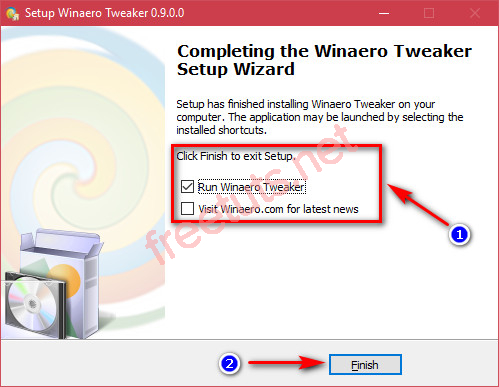 Setup Winaero Tweaker 0.9.0.0
Completing the Winaero Tweaker
Setup Wizard
Setup has finished installing Winaero Tweaker on your
computer. The application may be launched by selecting the
installed shortcuts.
Click Finish to exit Setup.
Run Winaero Tweaker
Visit Winaero.com for latest news
1
freetuts.net
2
Finish